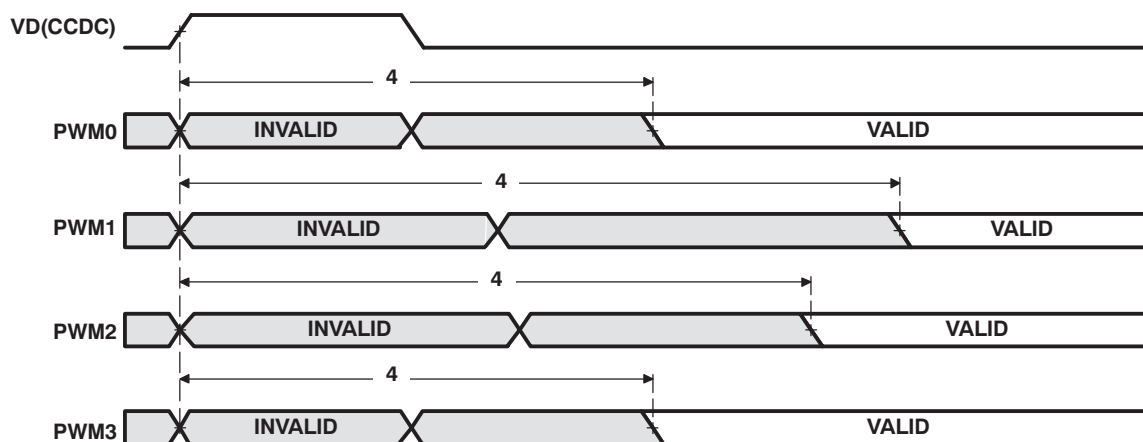 VD(CCDC)
4
PWM0 INVALID VALID
4
PWM1 INVALID VALID
4
PWM2 INVALID VALID
4
PWM3 INVALID VALID